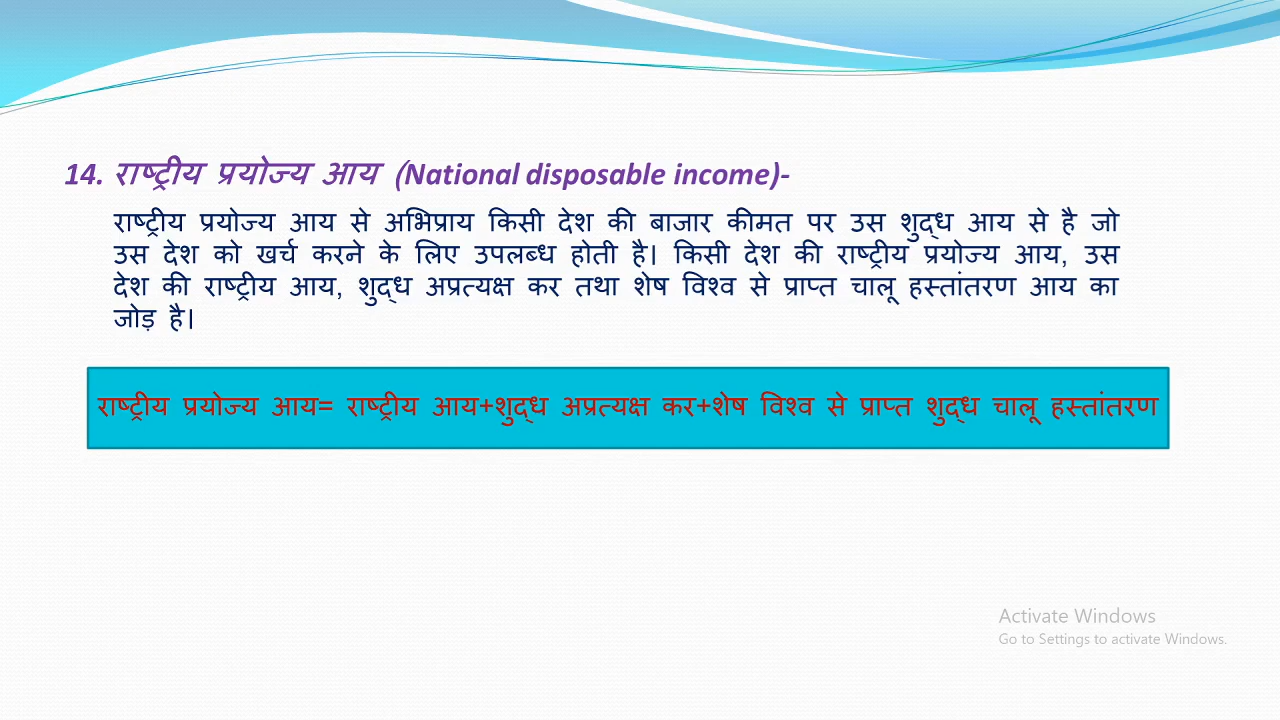 14. राष्ट्रीय प्रयोज्य आय (National disposable income)-
राष्ट्रीय प्रयोज्य आय से अभिप्राय किसी देश की बाजार कीमत पर उस शुद्ध आय से है जो
उस देश को खर्च करने के लिए उपलब्ध होती है। किसी देश की राष्ट्रीय प्रयोज्य आय, उस
देश की राष्ट्रीय आय, शुद्ध अप्रत्यक्ष कर तथा शेष विश्व से प्राप्त चालू हस्तांतरण आय का
जोड़ है।
राष्ट्रीय प्रयोज्य आय= राष्ट्रीय आय+शुद्ध अप्रत्यक्ष कर+शेष विश्व से प्राप्त शुद्ध चालू हस्तांतरण
Activate Windows
Go to Settings to activate Windows.